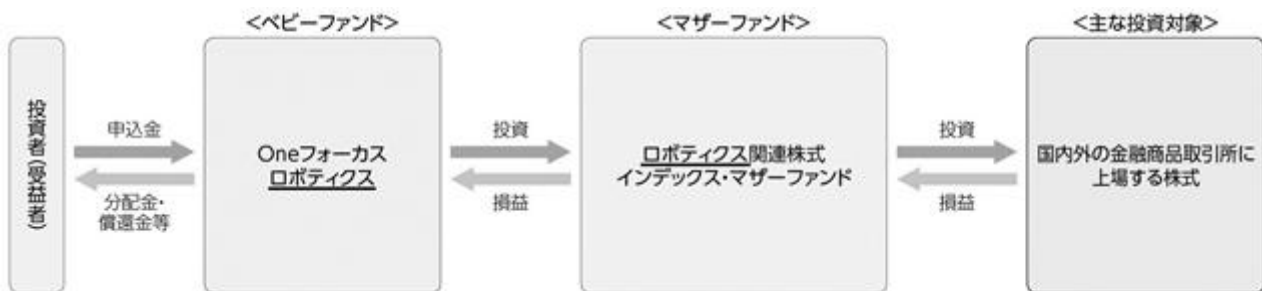 <ベビーファンド>
<マザーファンド>
<主な投資対象>
投資者(受益者)
申込金
分配金・
償還金等
Oneフォーカス
ロボティクス
投資
損益
ロボティクス関連株式
インデックス・マザーファンド
投資
損益
国内外の金融商品取引所に
上場する株式